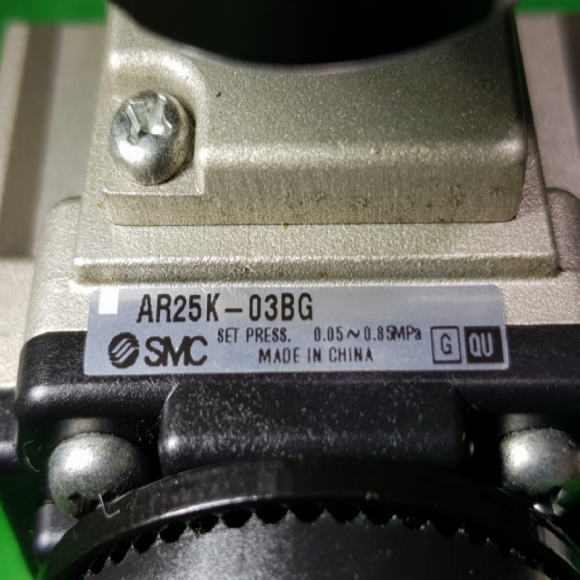 AR25K-03BG
SMC SET PRESS. 0.05~0.85MPa
MADE IN CHINA
G QU